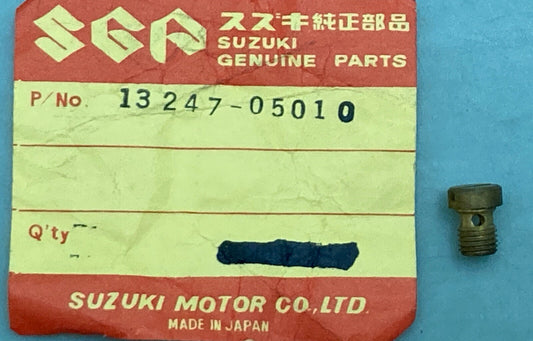 SGP スズキ純正部品
SUZUKI
GENUINE PARTS
P/No. 13247-05010
Q'ty
SUZUKI MOTOR CO.,LTD.
MADE IN JAPAN